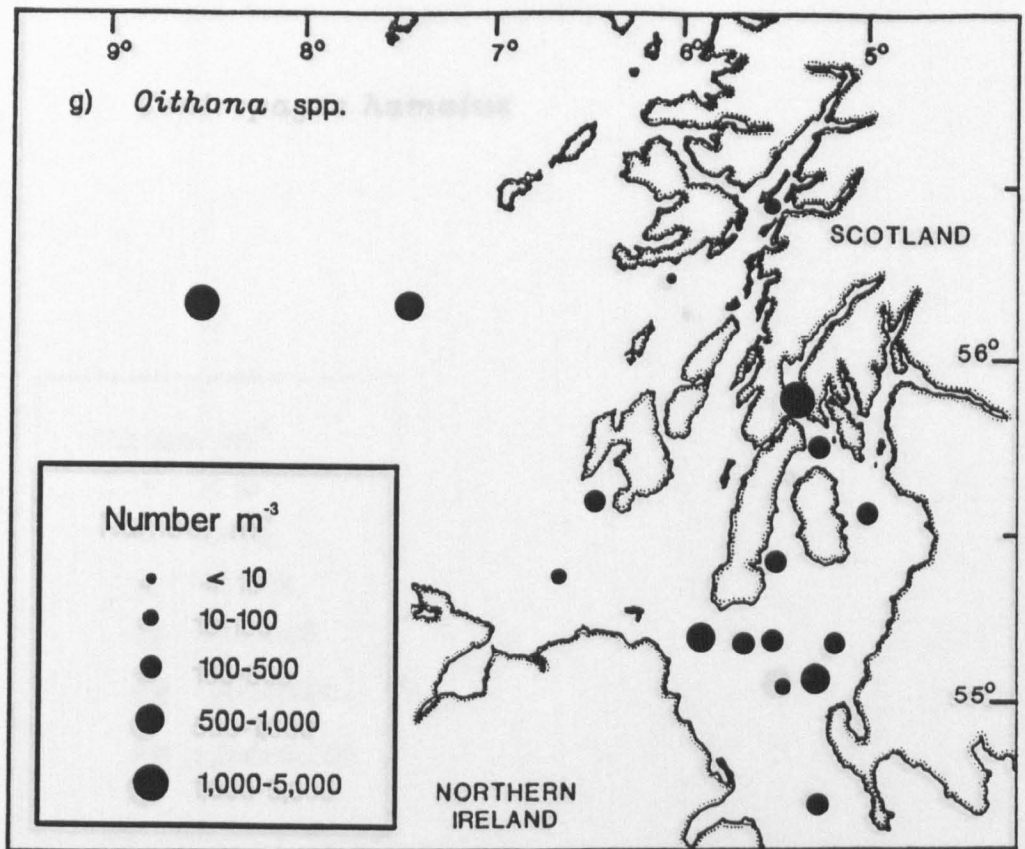 9° 8° 7° 6° 5°
g) Oithona spp.
SCOTLAND
56°
Number m⁻³
< 10
10-100
100-500
500-1,000
1,000-5,000
55°
NORTHERN
IRELAND